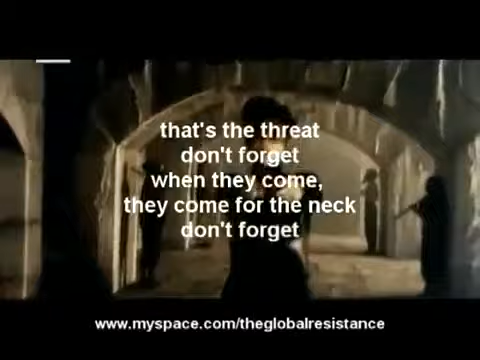 that's the threat
don't forget
when they come,
they come for the neck
don't forget
www.myspace.com/theglobalresistance